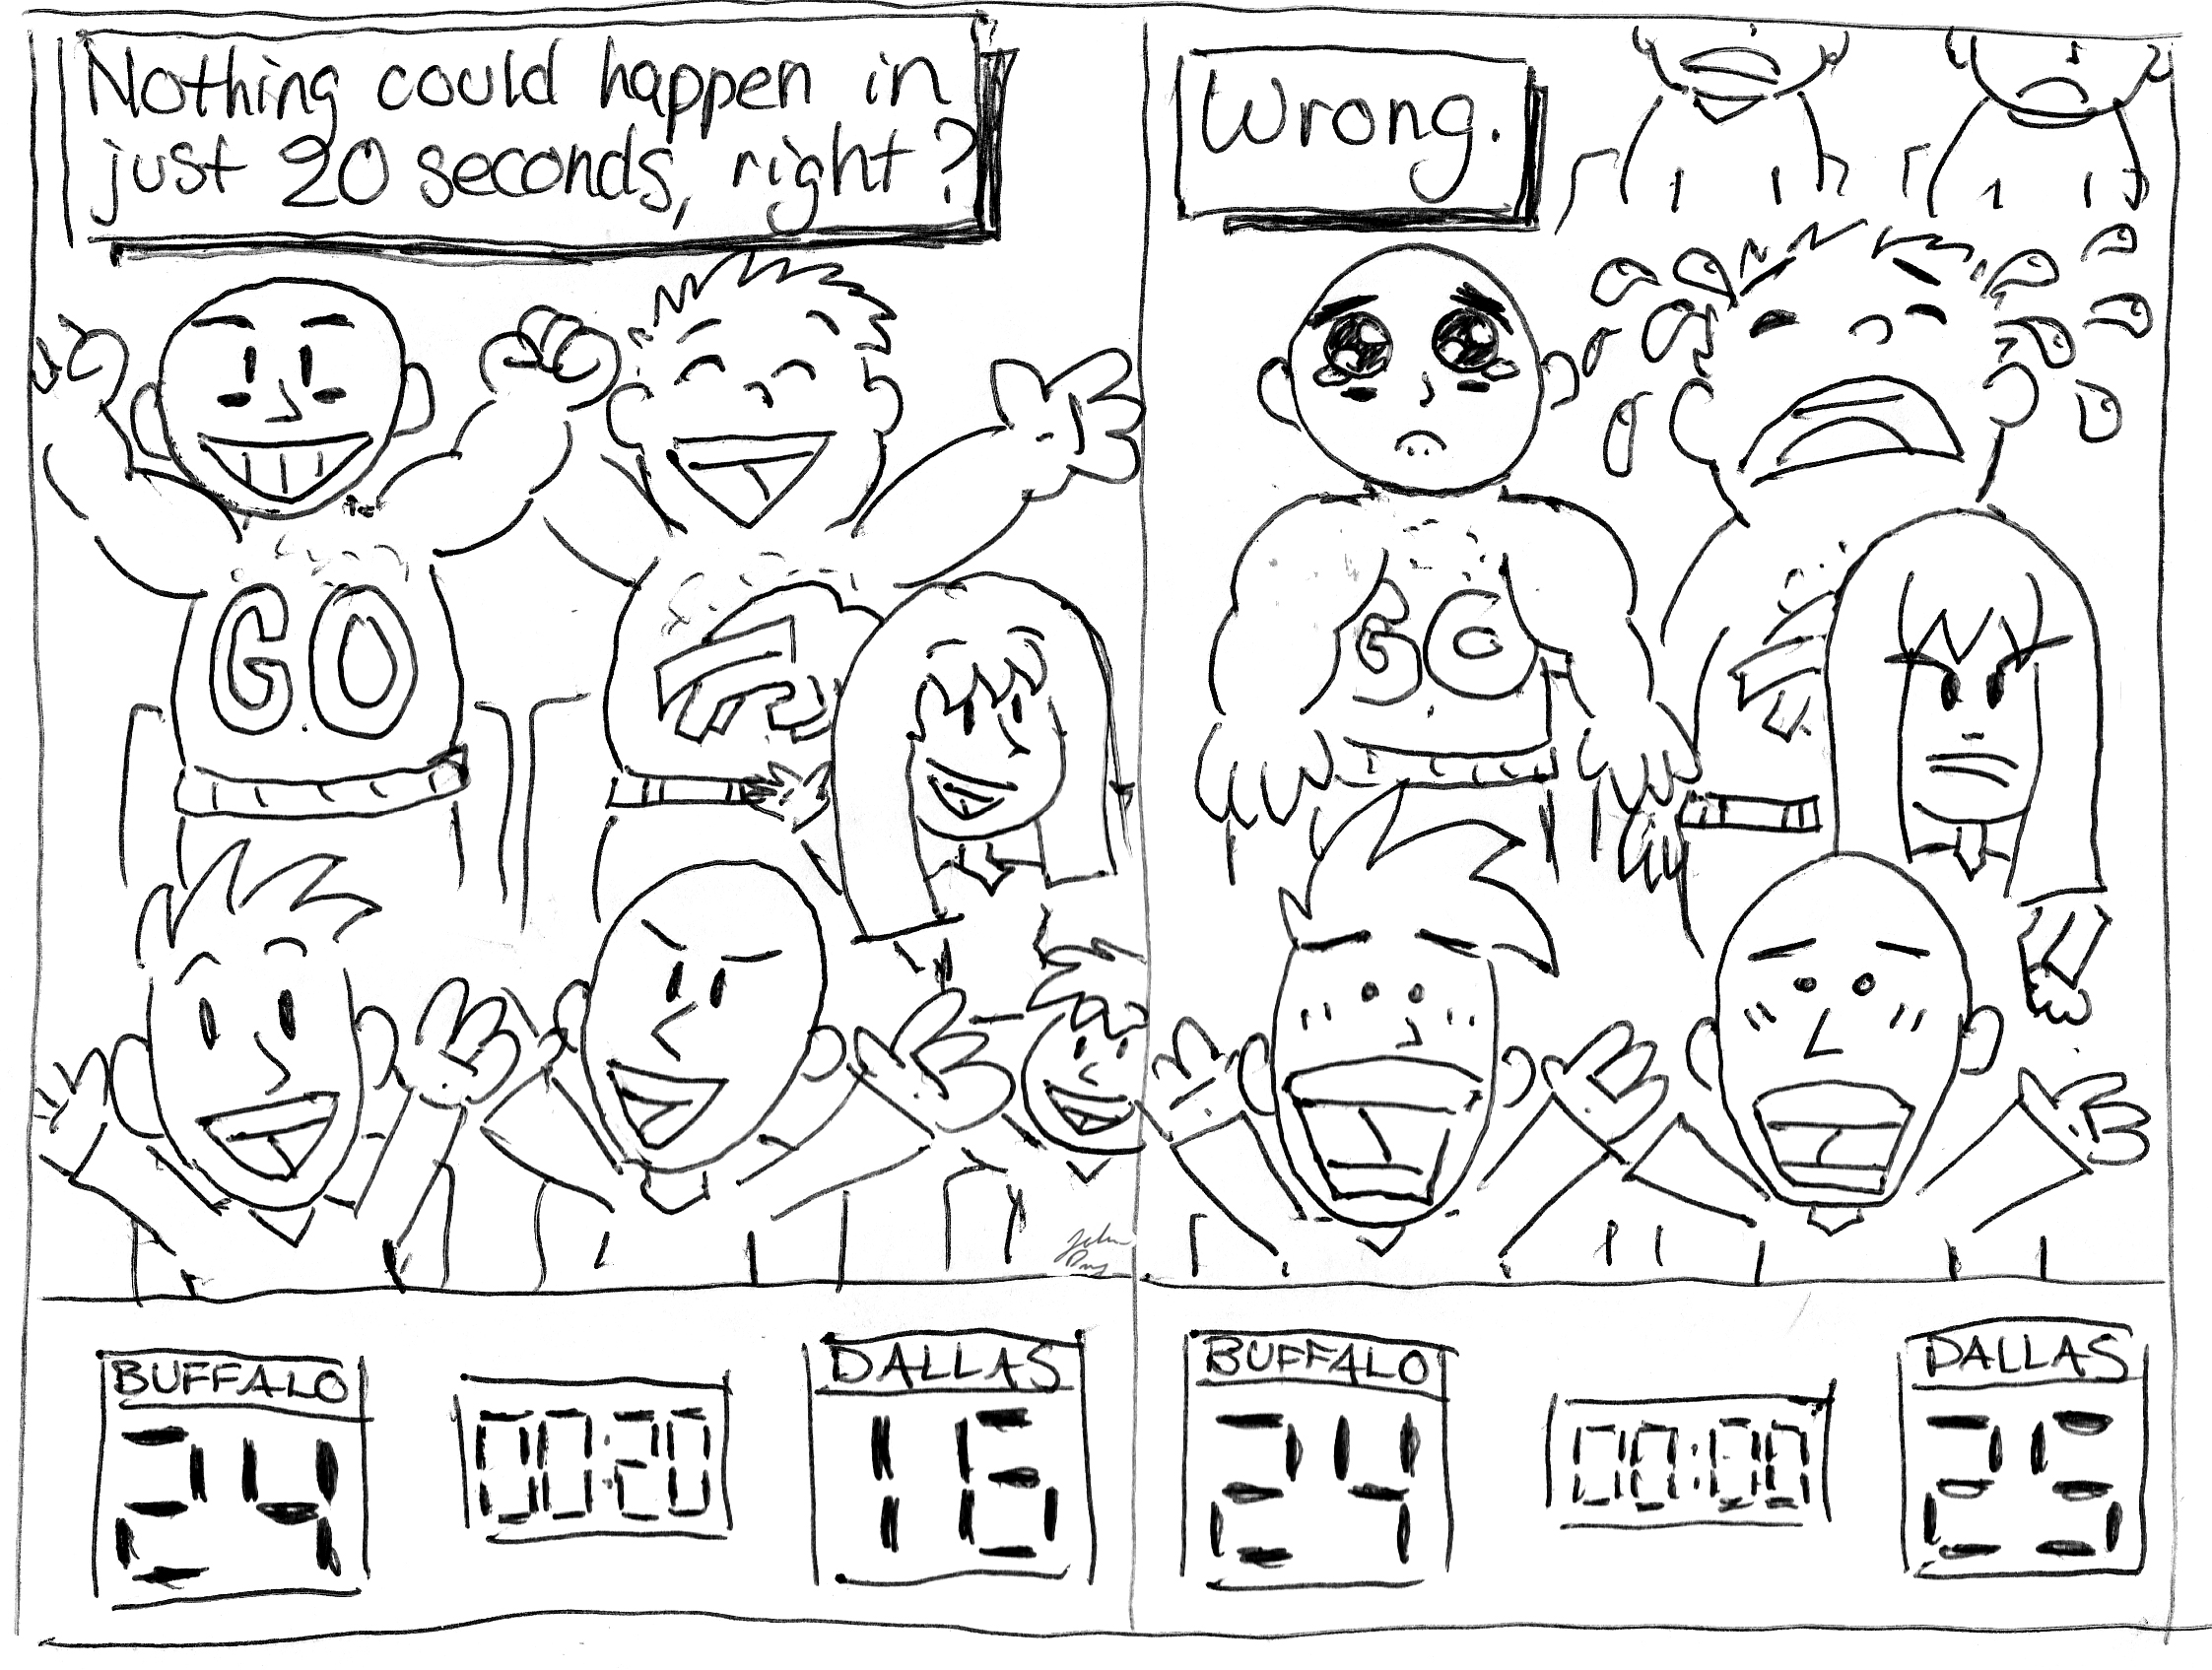 Nothing could happen in
just 20 seconds, right?
GO
BUFFALO
24
00:20
DALLAS
16
Wrong.
GO
BUFFALO
24
00:00
DALLAS
25